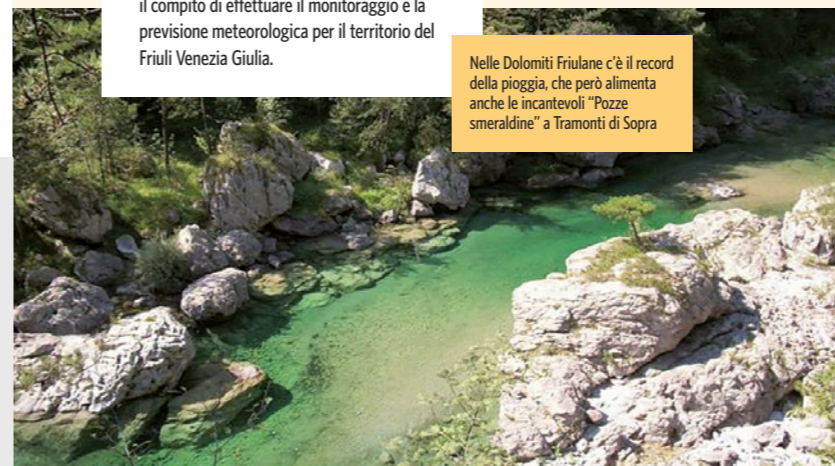 il compito di effettuare il monitoraggio e la
previsione meteorologica per il territorio del
Friuli Venezia Giulia.
Nelle Dolomiti Friulane c'è il record
della pioggia, che però alimenta
anche le incantevoli “Pozze
smeraldine” a Tramonti di Sopra